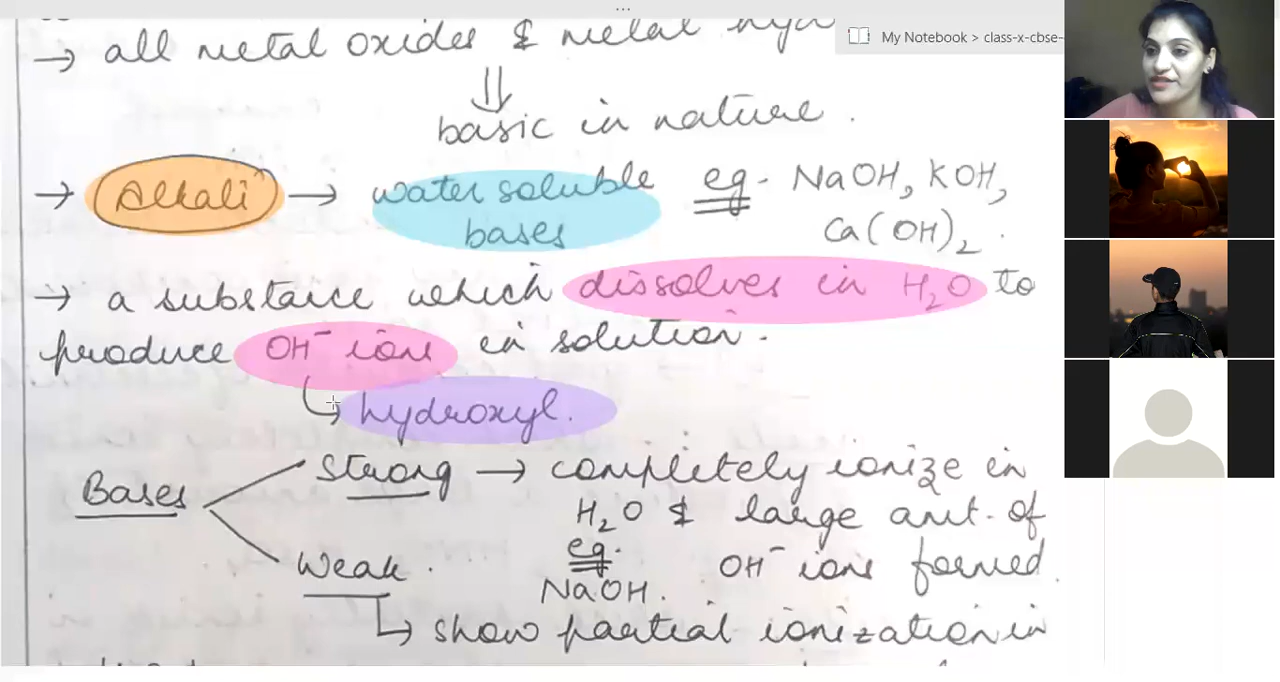 → all metal oxides & metal hyd
My Notebook > class-x-cbse-
⇓
basic in nature.
→ Alkali → water soluble bases eg- NaOH, KOH, Ca(OH)2.
→ a substance which dissolves in H2O to
produce OH⁻ ions in solution.
↳ hydroxyl.
Bases
Strong → completely ionize in
H2O & large amt. of
eg. OH⁻ ions formed.
NaOH.
Weak.
↳ show partial ionization in